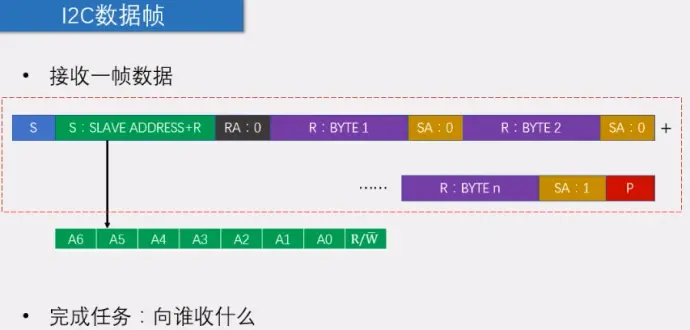 I2C数据帧
• 接收一帧数据
S S：SLAVE ADDRESS+R RA：0 R：BYTE 1 SA：0 R：BYTE 2 SA：0 +
…… R：BYTE n SA：1 P
A6 A5 A4 A3 A2 A1 A0 R/W̅
• 完成任务：向谁收什么